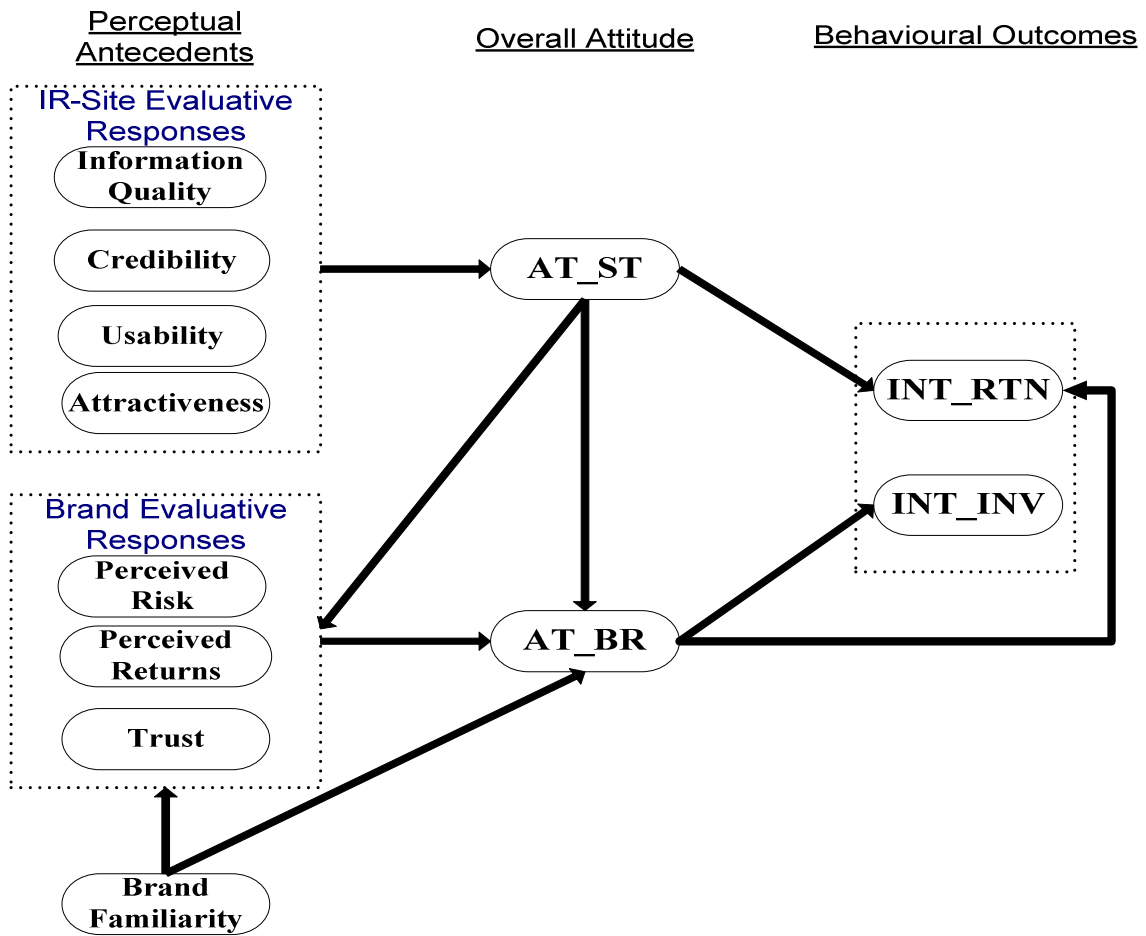 Perceptual
Antecedents
Overall Attitude
Behavioural Outcomes
IR-Site Evaluative
Responses
Information
Quality
Credibility
Usability
Attractiveness
AT_ST
INT_RTN
INT_INV
Brand Evaluative
Responses
Perceived
Risk
Perceived
Returns
Trust
AT_BR
Brand
Familiarity